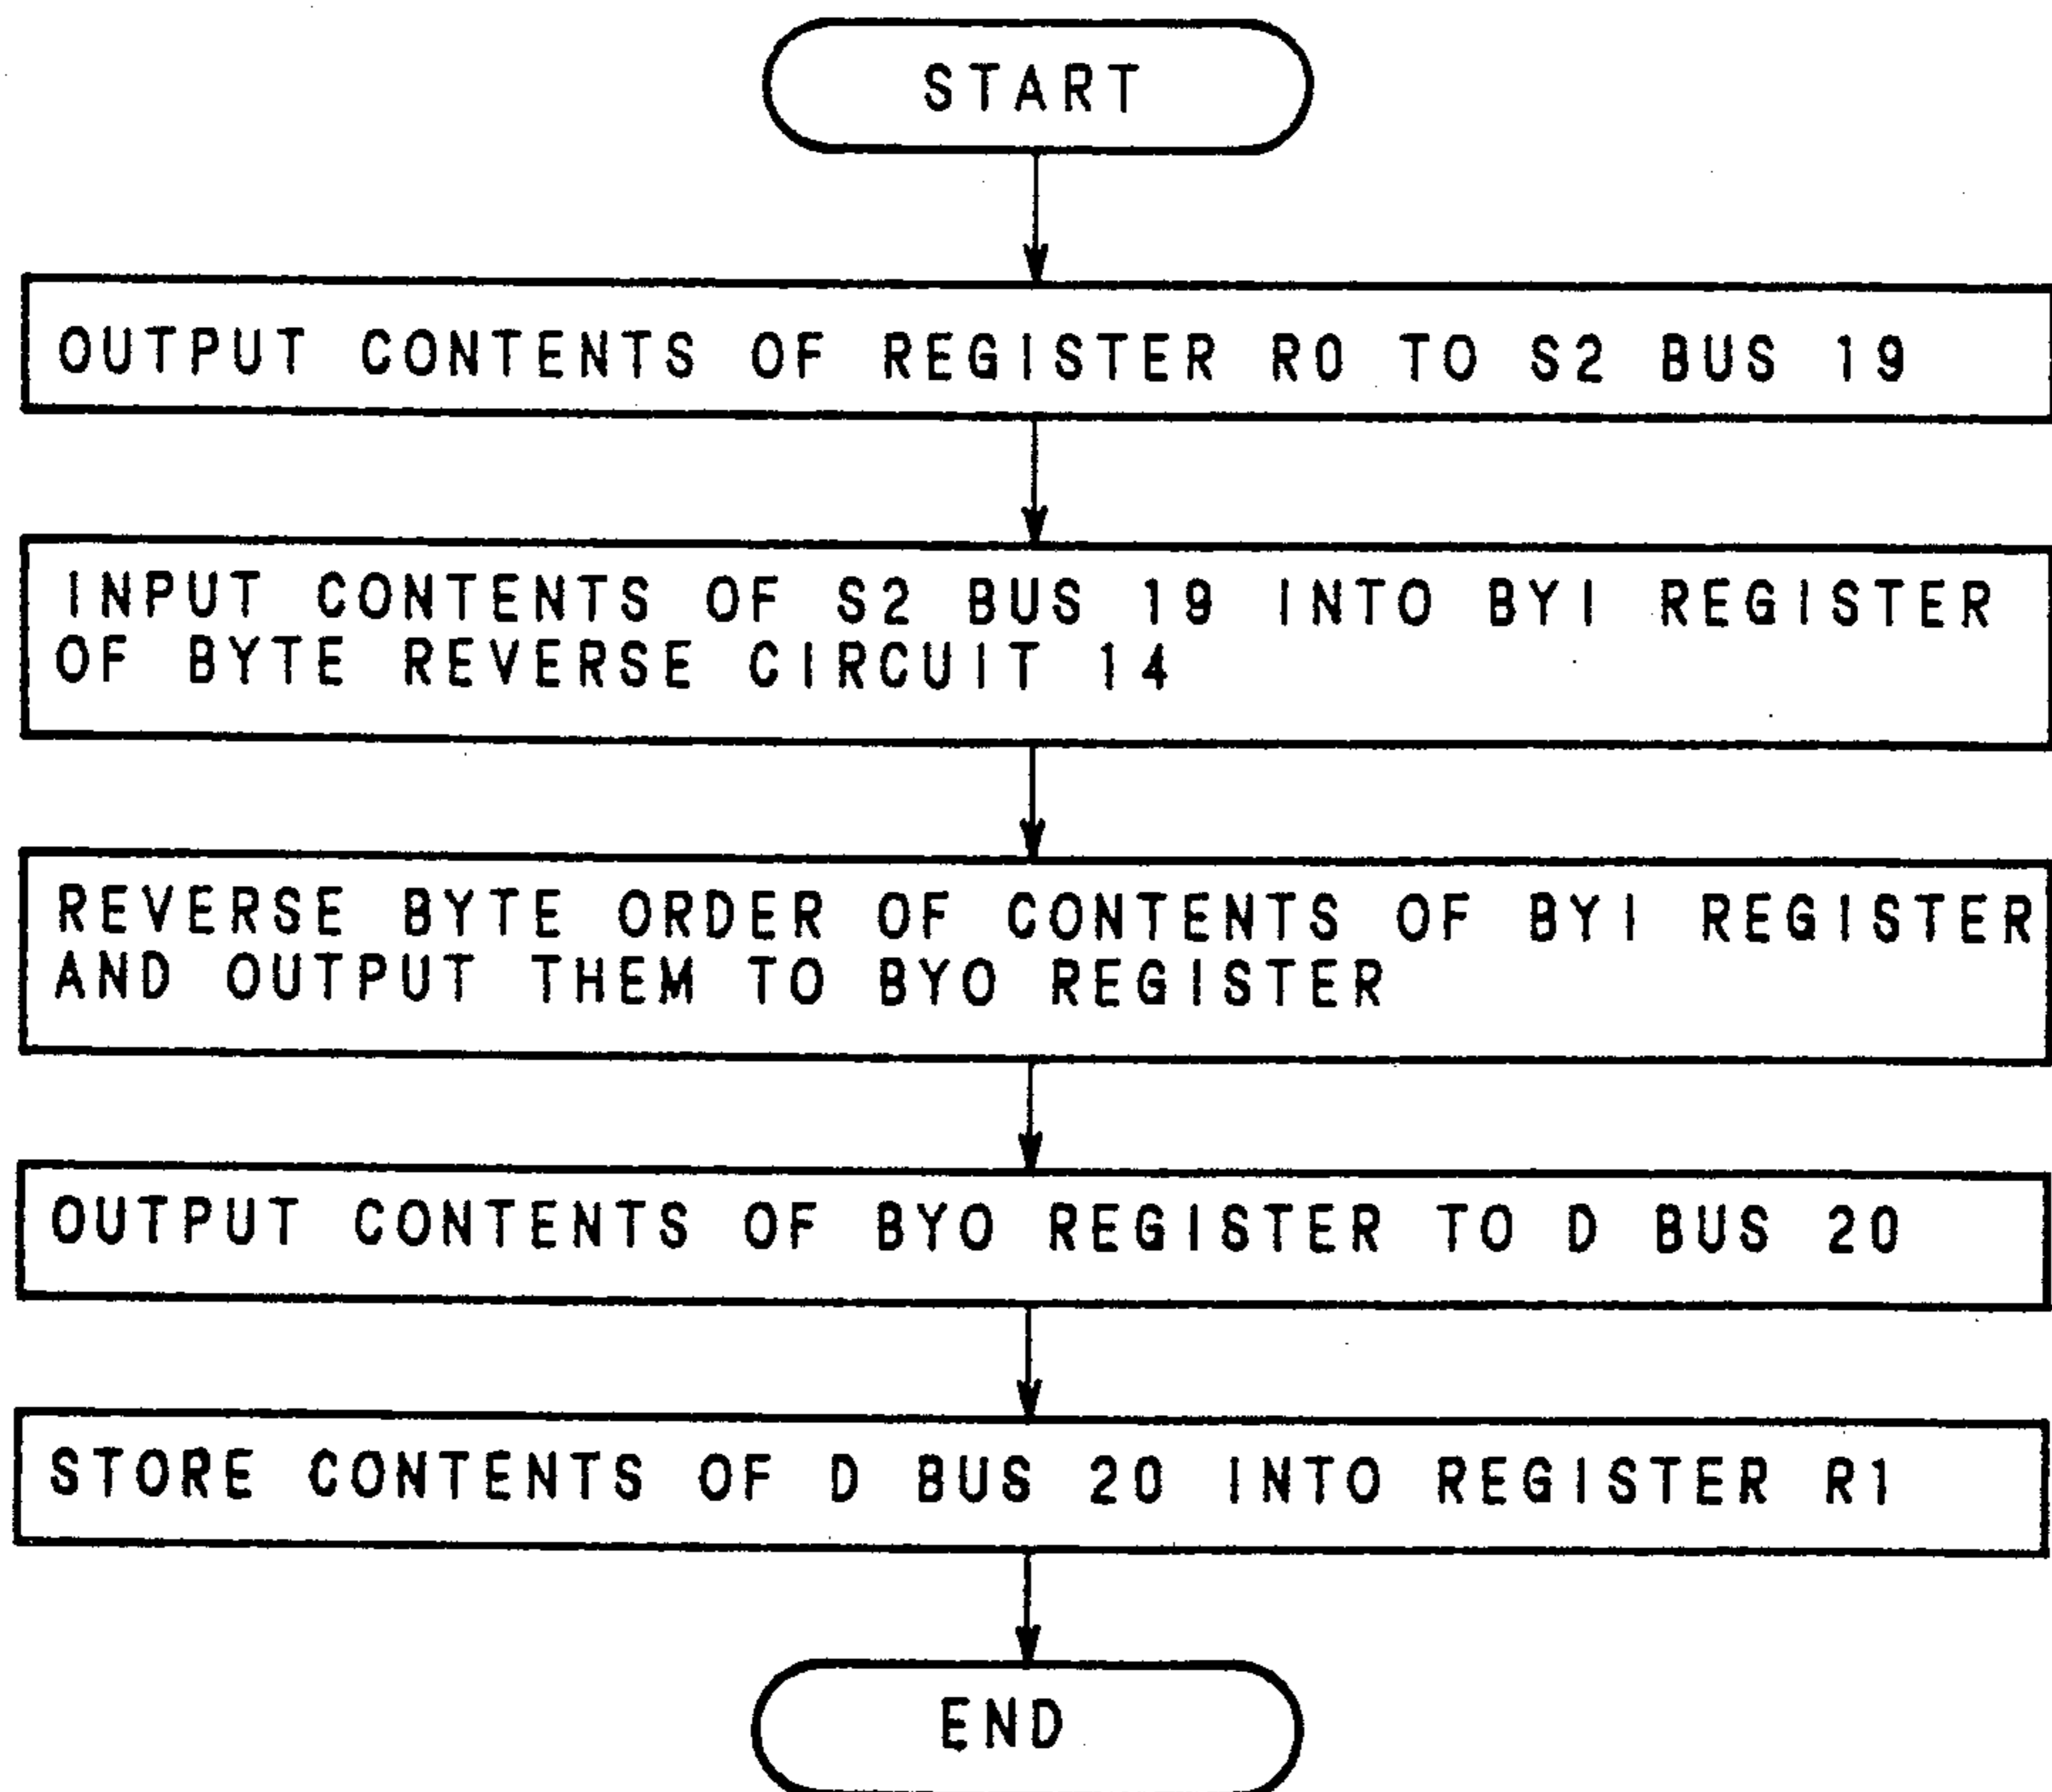 START
OUTPUT CONTENTS OF REGISTER R0 TO S2 BUS 19
INPUT CONTENTS OF S2 BUS 19 INTO BYI REGISTER
OF BYTE REVERSE CIRCUIT 14
REVERSE BYTE ORDER OF CONTENTS OF BYI REGISTER
AND OUTPUT THEM TO BYO REGISTER
OUTPUT CONTENTS OF BYO REGISTER TO D BUS 20
STORE CONTENTS OF D BUS 20 INTO REGISTER R1
END